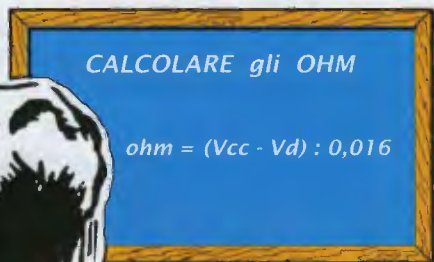 CALCOLARE gli OHM
ohm = (Vcc - Vd) : 0,016